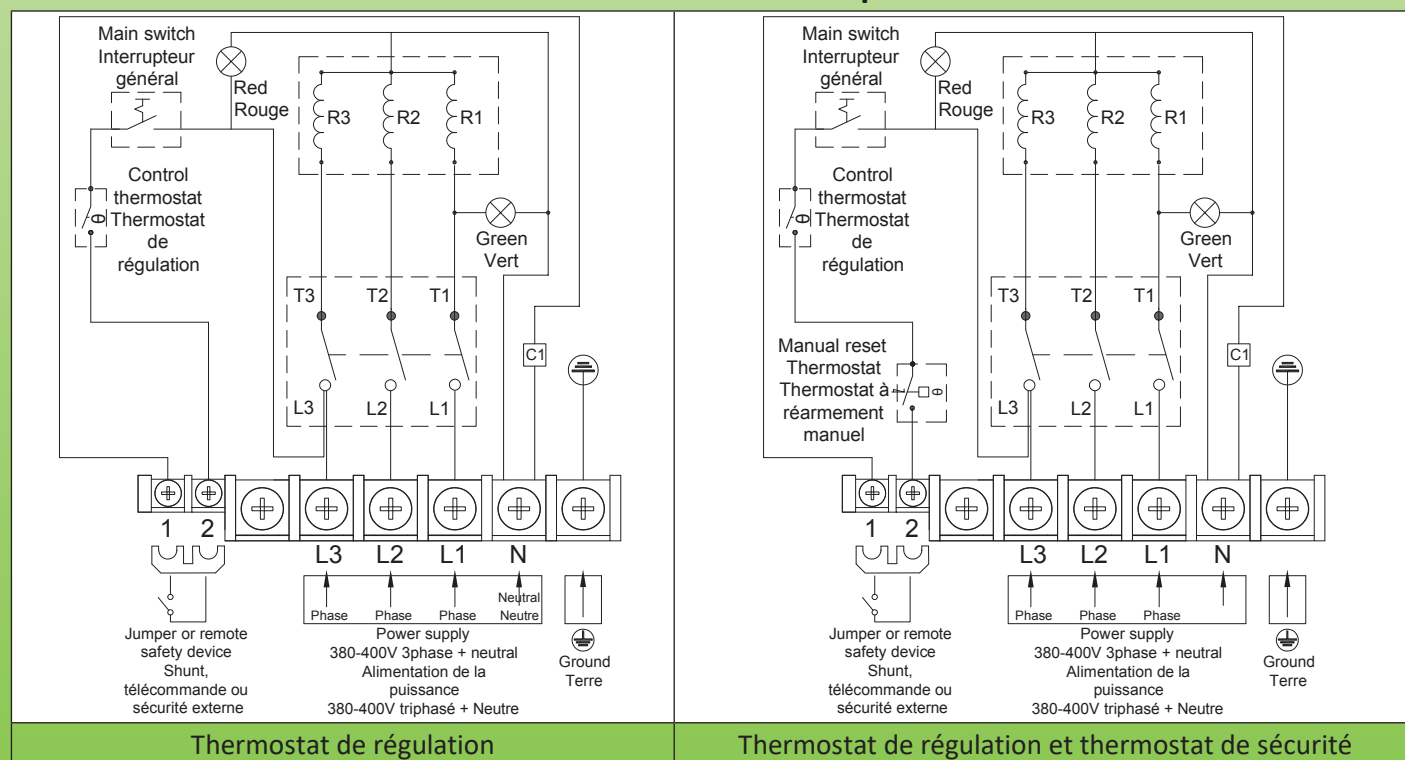 Main switch
Interrupteur
général
Red
Rouge
R3
R2
R1
Control
thermostat
Thermostat
de
régulation
θ
Green
Vert
T3
T2
T1
C1
L3
L2
L1
1
2
L3
L2
L1
N
Neutral
Phase
Phase
Phase
Neutre
Jumper or remote
safety device
Shunt,
télécommande ou
sécurité externe
Power supply
380-400V 3phase + neutral
Alimentation de la
puissance
380-400V triphasé + Neutre
Ground
Terre
Thermostat de régulation
Main switch
Interrupteur
général
Red
Rouge
R3
R2
R1
Control
thermostat
Thermostat
de
régulation
θ
Green
Vert
T3
T2
T1
Manual reset
Thermostat
Thermostat à
réarmement
manuel
θ
C1
L3
L2
L1
1
2
L3
L2
L1
N
Phase
Phase
Phase
Jumper or remote
safety device
Shunt,
télécommande ou
sécurité externe
Power supply
380-400V 3phase + neutral
Alimentation de la
puissance
380-400V triphasé + Neutre
Ground
Terre
Thermostat de régulation et thermostat de sécurité